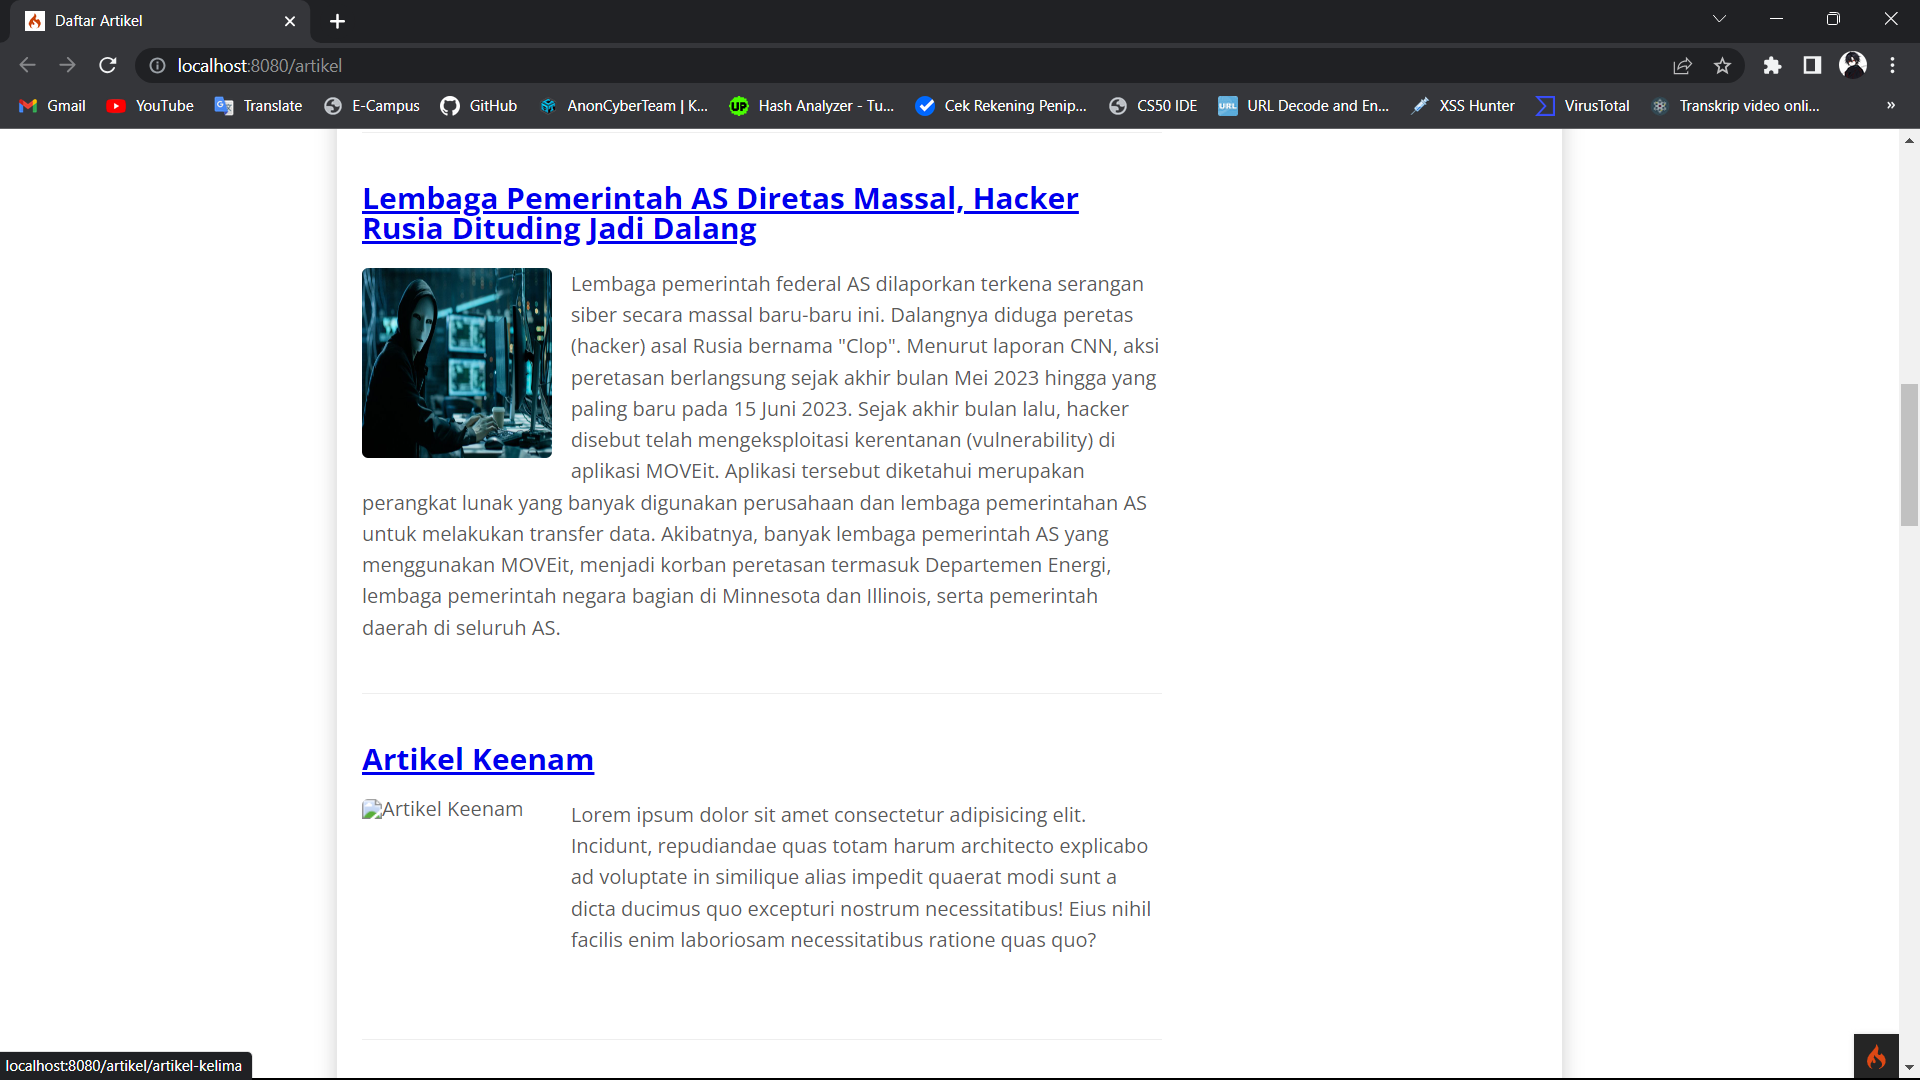 Daftar Artikel
localhost:8080/artikel
Gmail
YouTube
Translate
E-Campus
GitHub
AnonCyberTeam | K...
Hash Analyzer - Tu...
Cek Rekening Penip...
CS50 IDE
URL Decode and En...
XSS Hunter
VirusTotal
Transkrip video onli...
»
Lembaga Pemerintah AS Diretas Massal, Hacker
Rusia Dituding Jadi Dalang
Lembaga pemerintah federal AS dilaporkan terkena serangan
siber secara massal baru-baru ini. Dalangnya diduga peretas
(hacker) asal Rusia bernama "Clop". Menurut laporan CNN, aksi
peretasan berlangsung sejak akhir bulan Mei 2023 hingga yang
paling baru pada 15 Juni 2023. Sejak akhir bulan lalu, hacker
disebut telah mengeksploitasi kerentanan (vulnerability) di
aplikasi MOVEit. Aplikasi tersebut diketahui merupakan
perangkat lunak yang banyak digunakan perusahaan dan lembaga pemerintahan AS
untuk melakukan transfer data. Akibatnya, banyak lembaga pemerintah AS yang
menggunakan MOVEit, menjadi korban peretasan termasuk Departemen Energi,
lembaga pemerintah negara bagian di Minnesota dan Illinois, serta pemerintah
daerah di seluruh AS.
Artikel Keenam
Artikel Keenam
Lorem ipsum dolor sit amet consectetur adipisicing elit.
Incidunt, repudiandae quas totam harum architecto explicabo
ad voluptate in similique alias impedit quaerat modi sunt a
dicta ducimus quo excepturi nostrum necessitatibus! Eius nihil
facilis enim laboriosam necessitatibus ratione quas quo?
localhost:8080/artikel/artikel-kelima